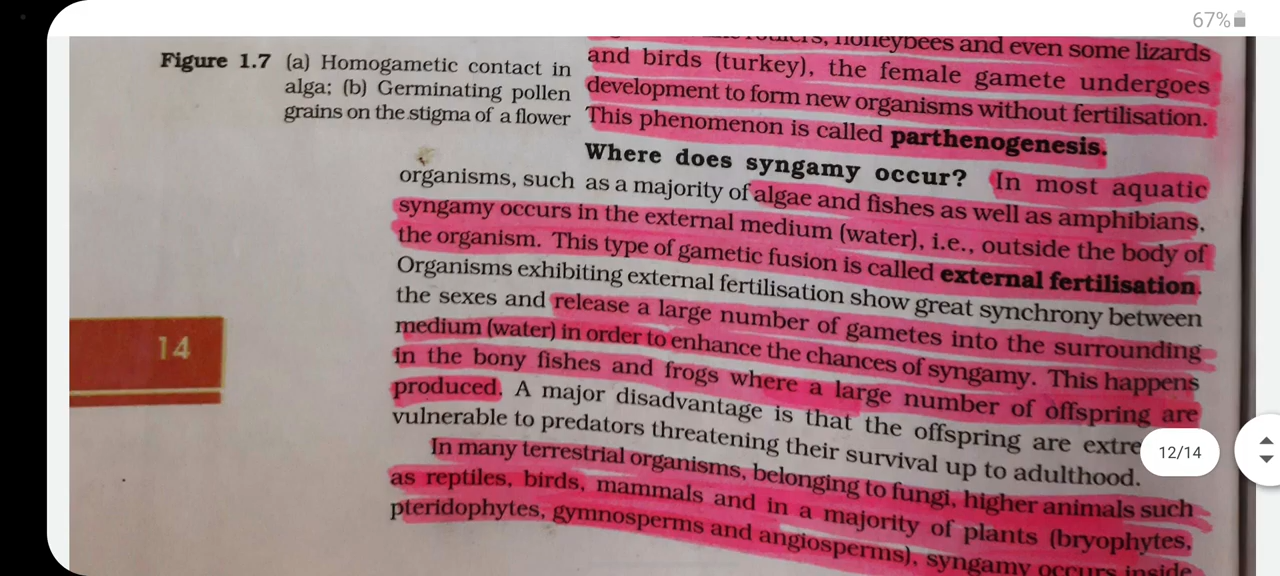 67%
honeybees and even some lizards
Figure 1.7 (a) Homogametic contact in
alga; (b) Germinating pollen
grains on the stigma of a flower
and birds (turkey), the female gamete undergoes
development to form new organisms without fertilisation.
This phenomenon is called parthenogenesis.
Where does syngamy occur? In most aquatic
organisms, such as a majority of algae and fishes as well as amphibians,
syngamy occurs in the external medium (water), i.e., outside the body of
the organism. This type of gametic fusion is called external fertilisation.
Organisms exhibiting external fertilisation show great synchrony between
the sexes and release a large number of gametes into the surrounding
medium (water) in order to enhance the chances of syngamy. This happens
in the bony fishes and frogs where a large number of offspring are
produced. A major disadvantage is that the offspring are extre
vulnerable to predators threatening their survival up to adulthood.
In many terrestrial organisms, belonging to fungi, higher animals such
as reptiles, birds, mammals and in a majority of plants (bryophytes,
pteridophytes, gymnosperms and angiosperms), syngamy occurs inside
14
12/14